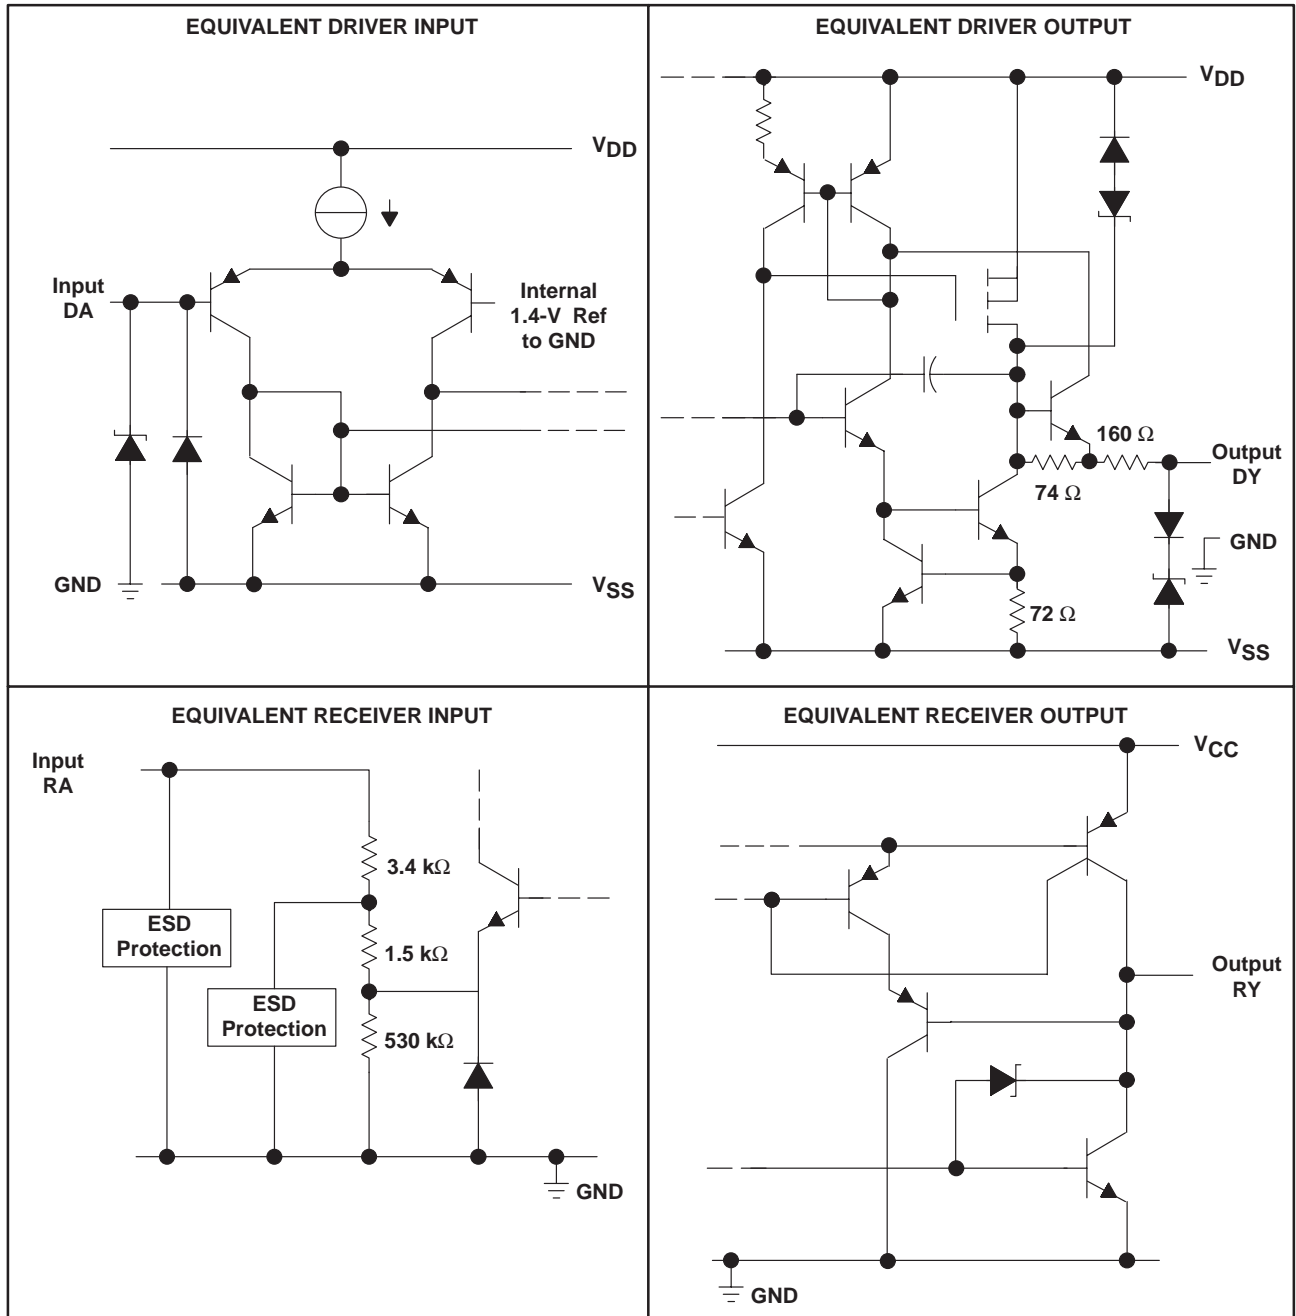 EQUIVALENT DRIVER INPUT
VDD
Input
DA
Internal
1.4-V Ref
to GND
GND
VSS
EQUIVALENT DRIVER OUTPUT
VDD
160 Ω
Output
DY
74 Ω
GND
72 Ω
VSS
EQUIVALENT RECEIVER INPUT
Input
RA
3.4 kΩ
ESD
Protection
1.5 kΩ
ESD
Protection
530 kΩ
GND
EQUIVALENT RECEIVER OUTPUT
VCC
Output
RY
GND